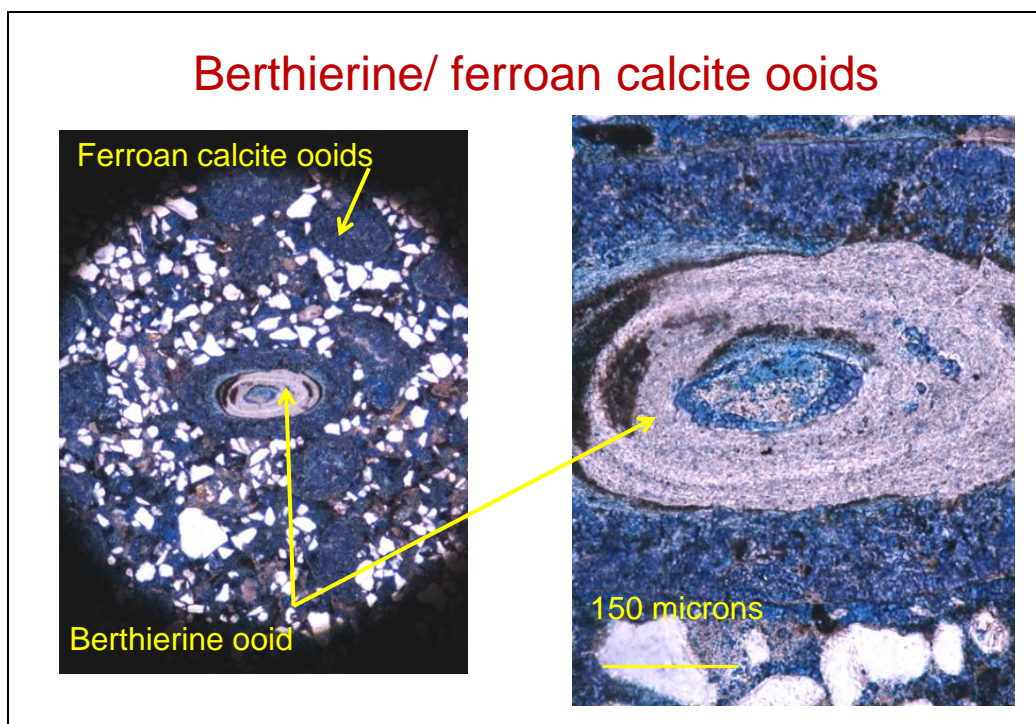 Berthierine/ ferroan calcite ooids
Ferroan calcite ooids
Berthierine ooid
150 microns